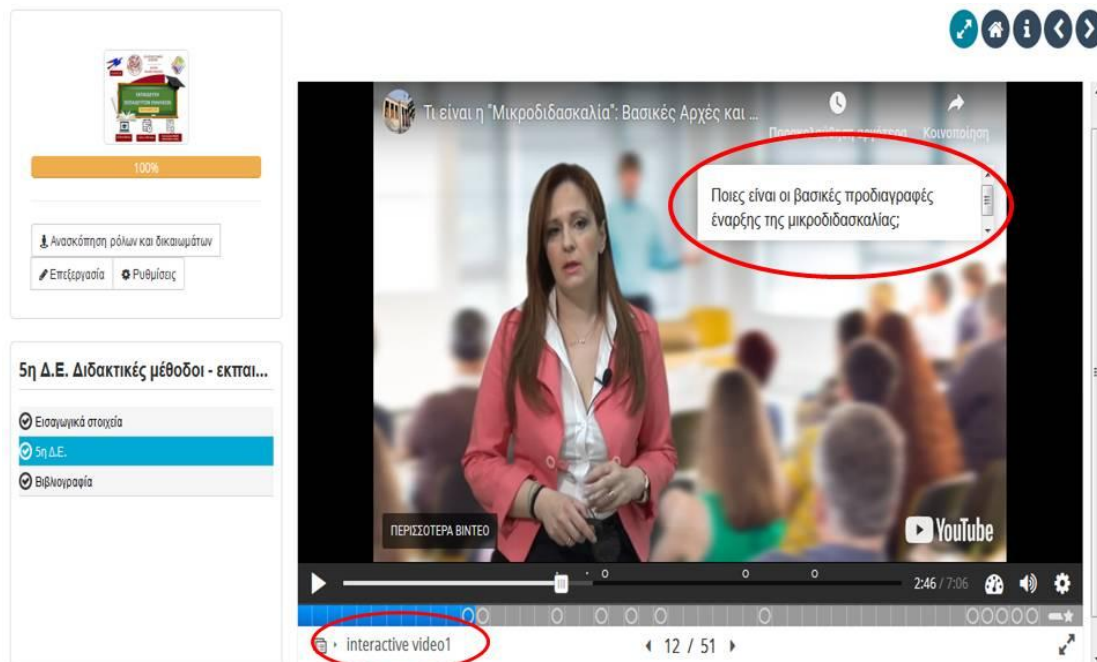 100%
Ανασκόπηση ρόλων και δικαιωμάτων
Επεξεργασία
Ρυθμίσεις
5η Δ.Ε. Διδακτικές μέθοδοι - εκπαι...
Εισαγωγικά στοιχεία
5η Δ.Ε.
Βιβλιογραφία
Τι είναι η "Μικροδιδασκαλία": Βασικές Αρχές και ...
Παρακολούθηση αργότερα
Κοινοποίηση
Ποιες είναι οι βασικές προδιαγραφές
έναρξης της μικροδιδασκαλίας;
ΠΕΡΙΣΣΟΤΕΡΑ ΒΙΝΤΕΟ
YouTube
2:46 / 7:06
interactive video1
12 / 51